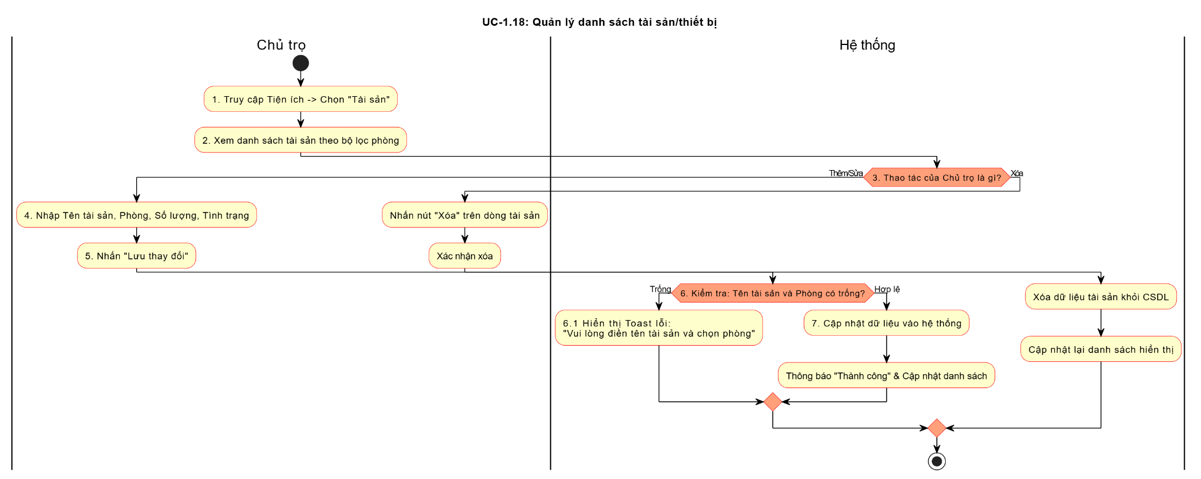 UC-1.18: Quản lý danh sách tài sản/thiết bị
Chủ trọ
Hệ thống
1. Truy cập Tiện ích -> Chọn "Tài sản"
2. Xem danh sách tài sản theo bộ lọc phòng
Thêm/Sửa
3. Thao tác của Chủ trọ là gì?
Xóa
4. Nhập Tên tài sản, Phòng, Số lượng, Tình trạng
Nhấn nút "Xóa" trên dòng tài sản
5. Nhấn "Lưu thay đổi"
Xác nhận xóa
Trống
6. Kiểm tra: Tên tài sản và Phòng có trống?
Hợp lệ
Xóa dữ liệu tài sản khỏi CSDL
6.1 Hiển thị Toast lỗi:
"Vui lòng điền tên tài sản và chọn phòng"
7. Cập nhật dữ liệu vào hệ thống
Cập nhật lại danh sách hiển thị
Thông báo "Thành công" & Cập nhật danh sách